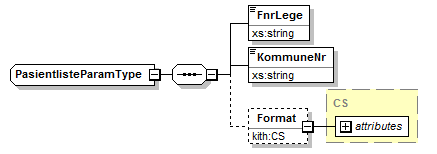 FnrLege
xs:string
KommuneNr
xs:string
PasientlisteParamType
CS
Format
kith:CS
attributes